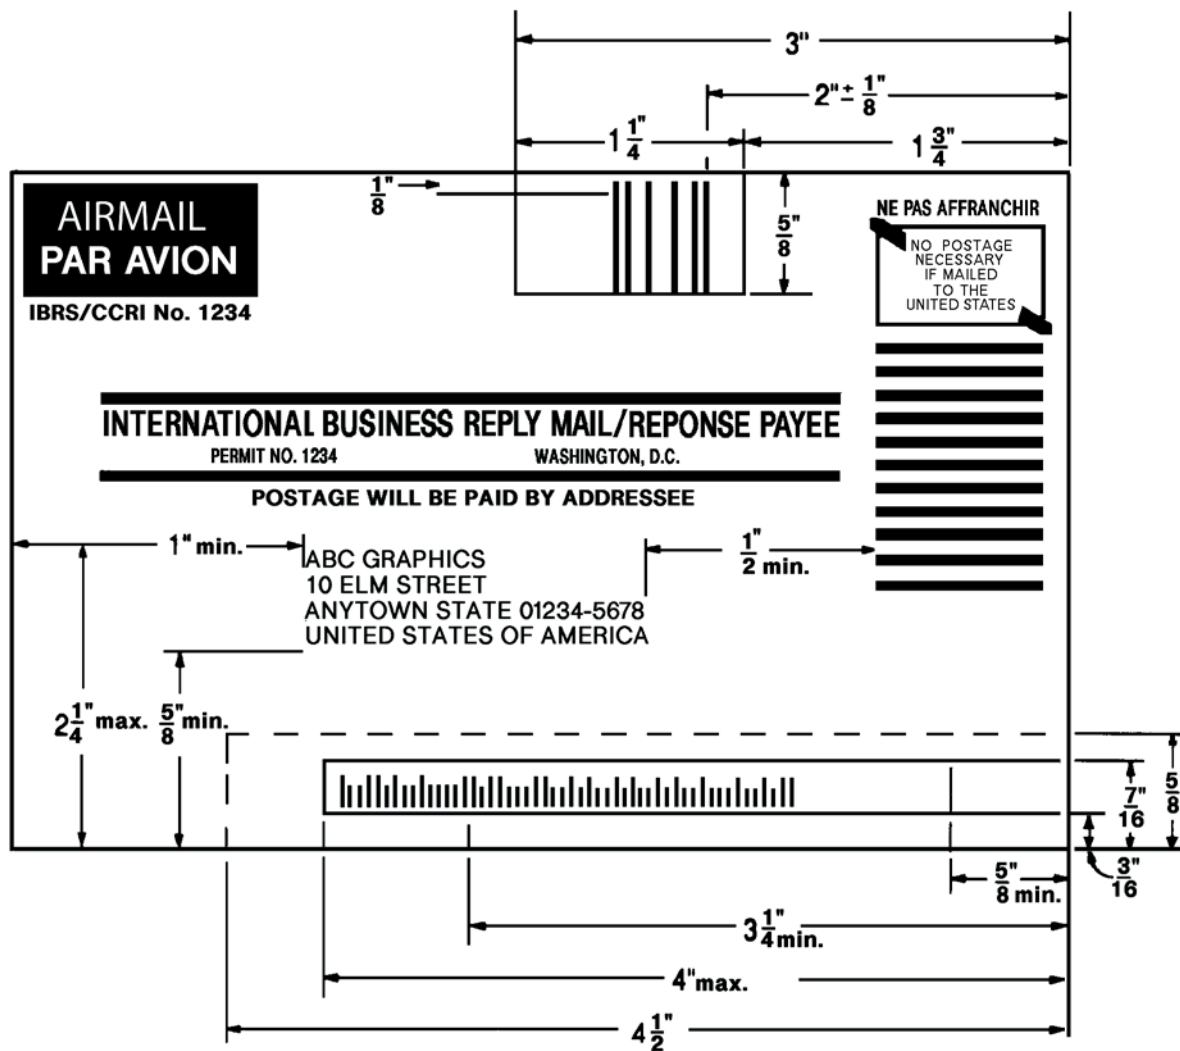 3"
2" ± 1/8"
1 1/4"
1 3/4"
1/8"
5/8"
AIRMAIL
PAR AVION
IBRS/CCRI No. 1234
NE PAS AFFRANCHIR
NO POSTAGE
NECESSARY
IF MAILED
TO THE
UNITED STATES
INTERNATIONAL BUSINESS REPLY MAIL/REPONSE PAYEE
PERMIT NO. 1234 WASHINGTON, D.C.
POSTAGE WILL BE PAID BY ADDRESSEE
1" min.
1/2" min.
ABC GRAPHICS
10 ELM STREET
ANYTOWN STATE 01234-5678
UNITED STATES OF AMERICA
2 1/4" max.
5/8" min.
5/8"
7/16"
3/16"
5/8" min.
3 1/4" min.
4" max.
4 1/2"